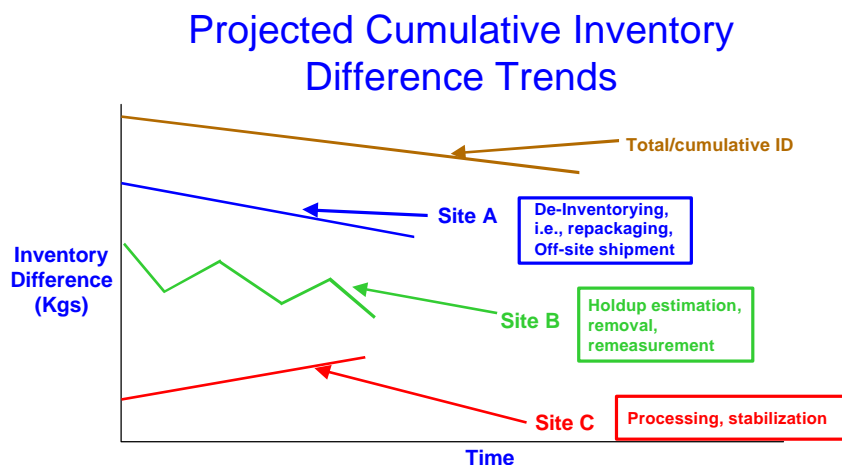 Projected Cumulative Inventory
Difference Trends
Total/cumulative ID
Site A
De-Inventorying,
i.e., repackaging,
Off-site shipment
Inventory
Difference
(Kgs)
Site B
Holdup estimation,
removal,
remeasurement
Site C
Processing, stabilization
Time